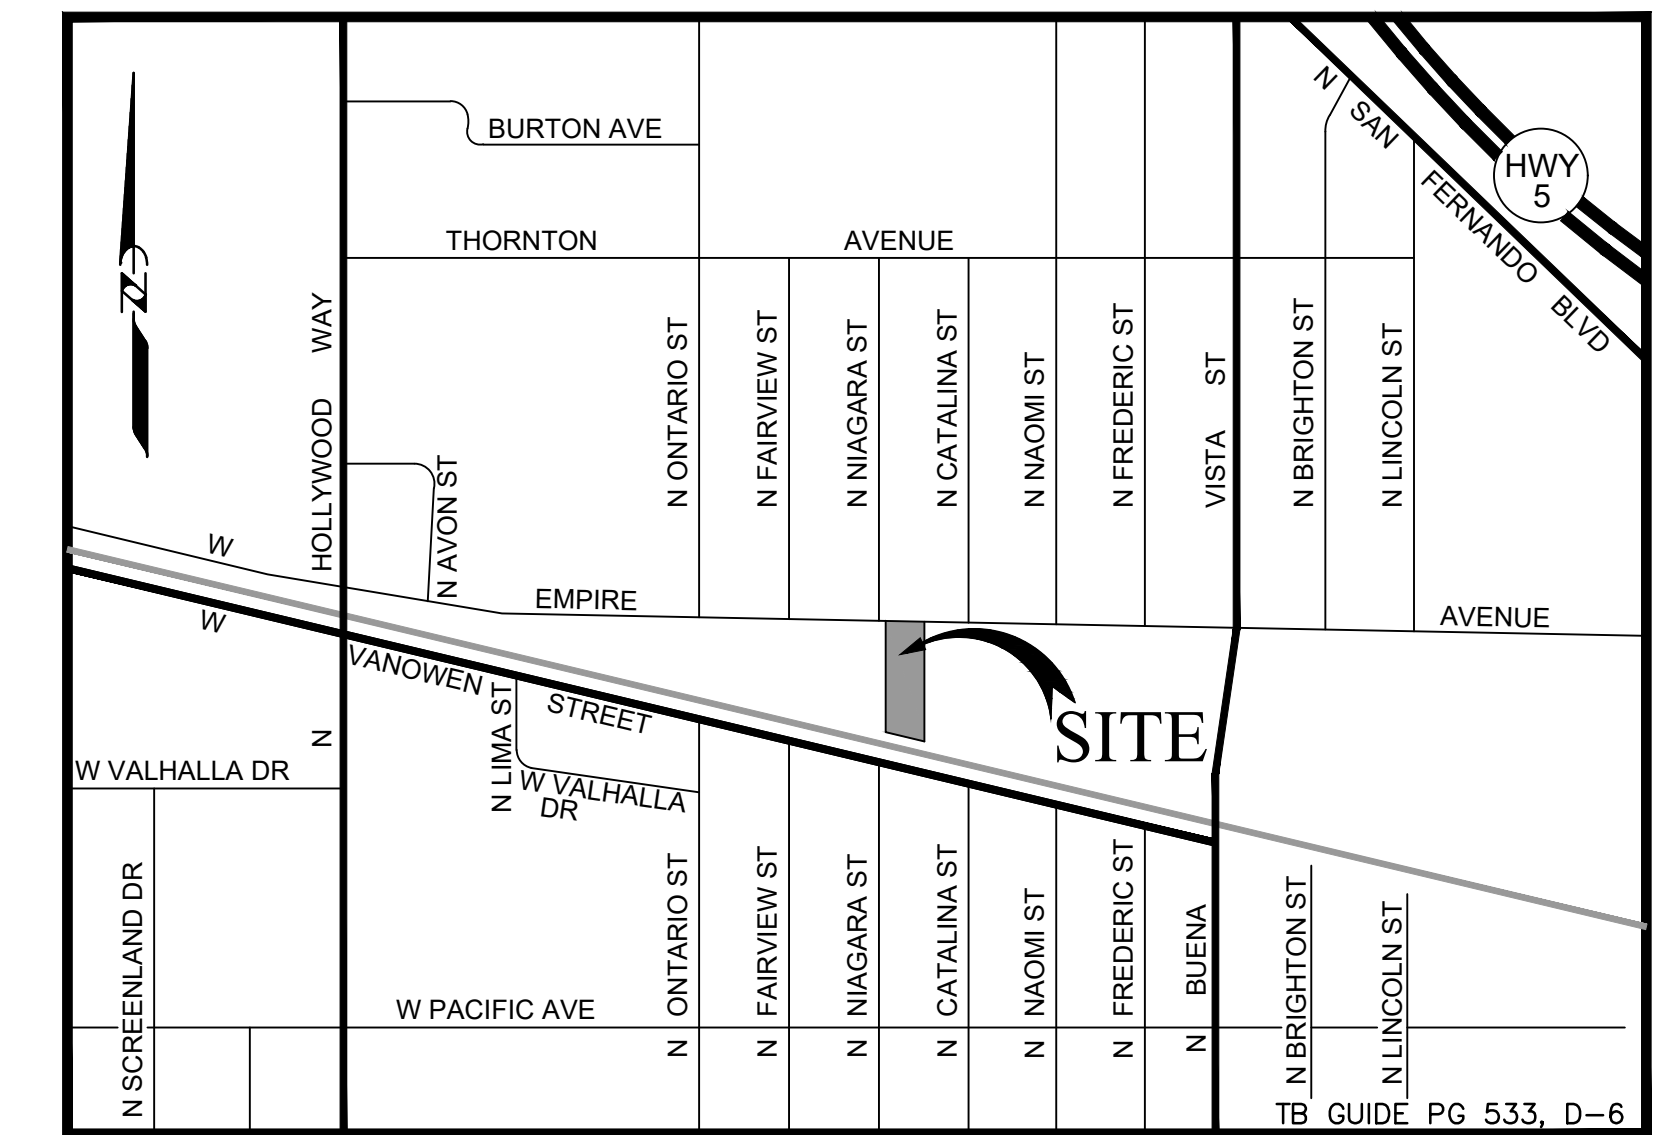 BURTON AVE
THORNTON AVENUE
N SAN FERNANDO BLVD
HWY
5
N
N HOLLYWOOD WAY
N AVON ST
N ONTARIO ST
N FAIRVIEW ST
N NIAGARA ST
N CATALINA ST
N NAOMI ST
N FREDERIC ST
N BUENA VISTA ST
N BRIGHTON ST
N LINCOLN ST
W EMPIRE AVENUE
W VANOWEN STREET
SITE
N LIMA ST
W VALHALLA DR
W VALHALLA
DR
N SCREENLAND DR
W PACIFIC AVE
N ONTARIO ST
N FAIRVIEW ST
N NIAGARA ST
N CATALINA ST
N NAOMI ST
N FREDERIC ST
N BRIGHTON ST
N LINCOLN ST
TB GUIDE PG 533, D-6